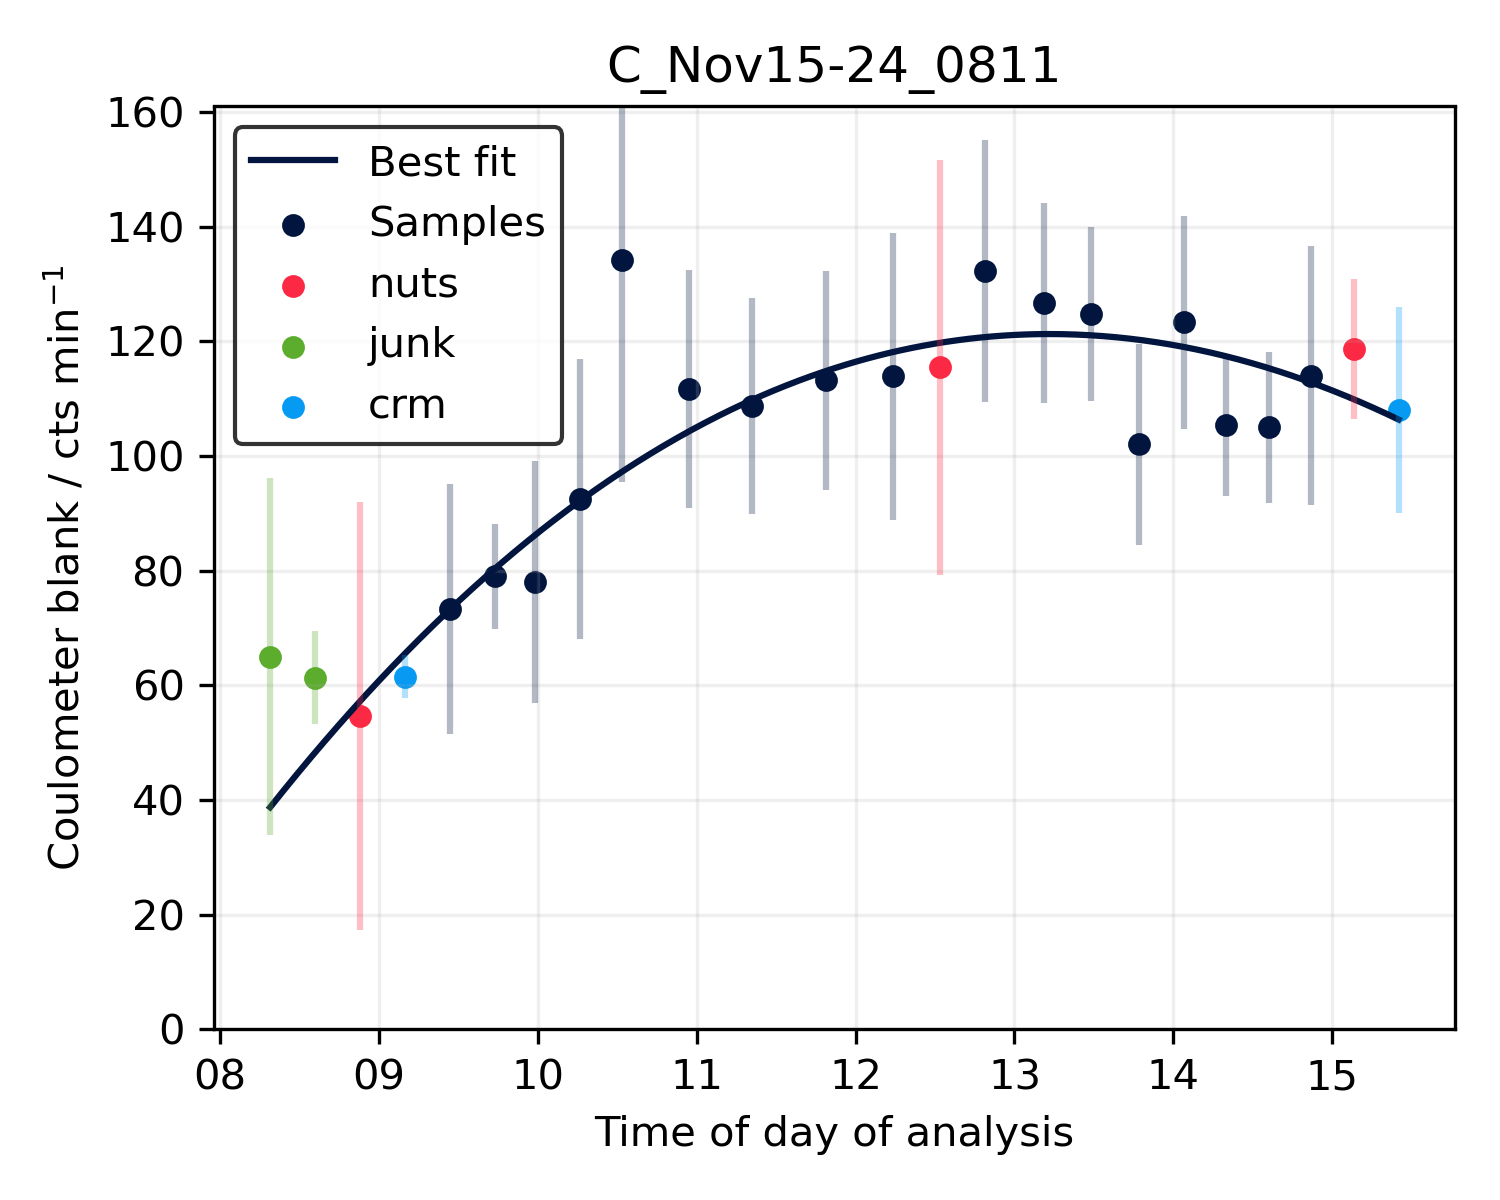 C_Nov15-24_0811
160
140
120
100
80
60
40
20
0
Coulometer blank / cts min⁻¹
Best fit
Samples
nuts
junk
crm
08 09 10 11 12 13 14 15
Time of day of analysis